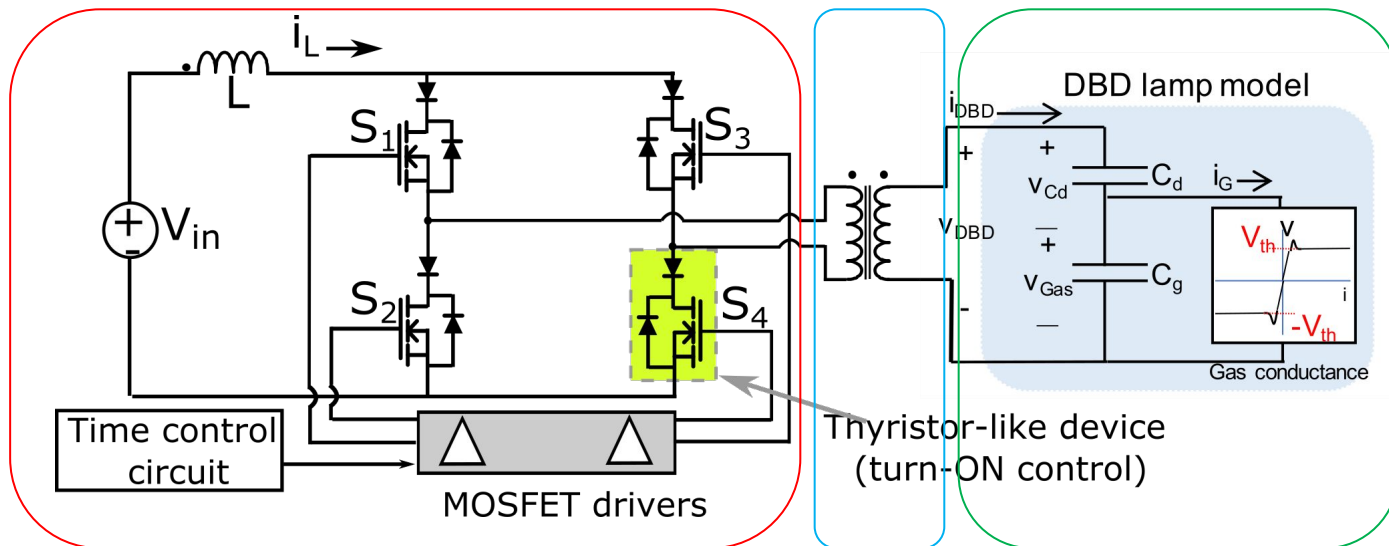 i_L
L
V_in
+
-
S_1
S_3
S_2
S_4
Time control
circuit
MOSFET drivers
Thyristor-like device
(turn-ON control)
DBD lamp model
i_DBD
+
v_DBD
-
+
v_Cd
—
C_d
+
v_Gas
—
C_g
i_G
V
V_th
i
-V_th
Gas conductance